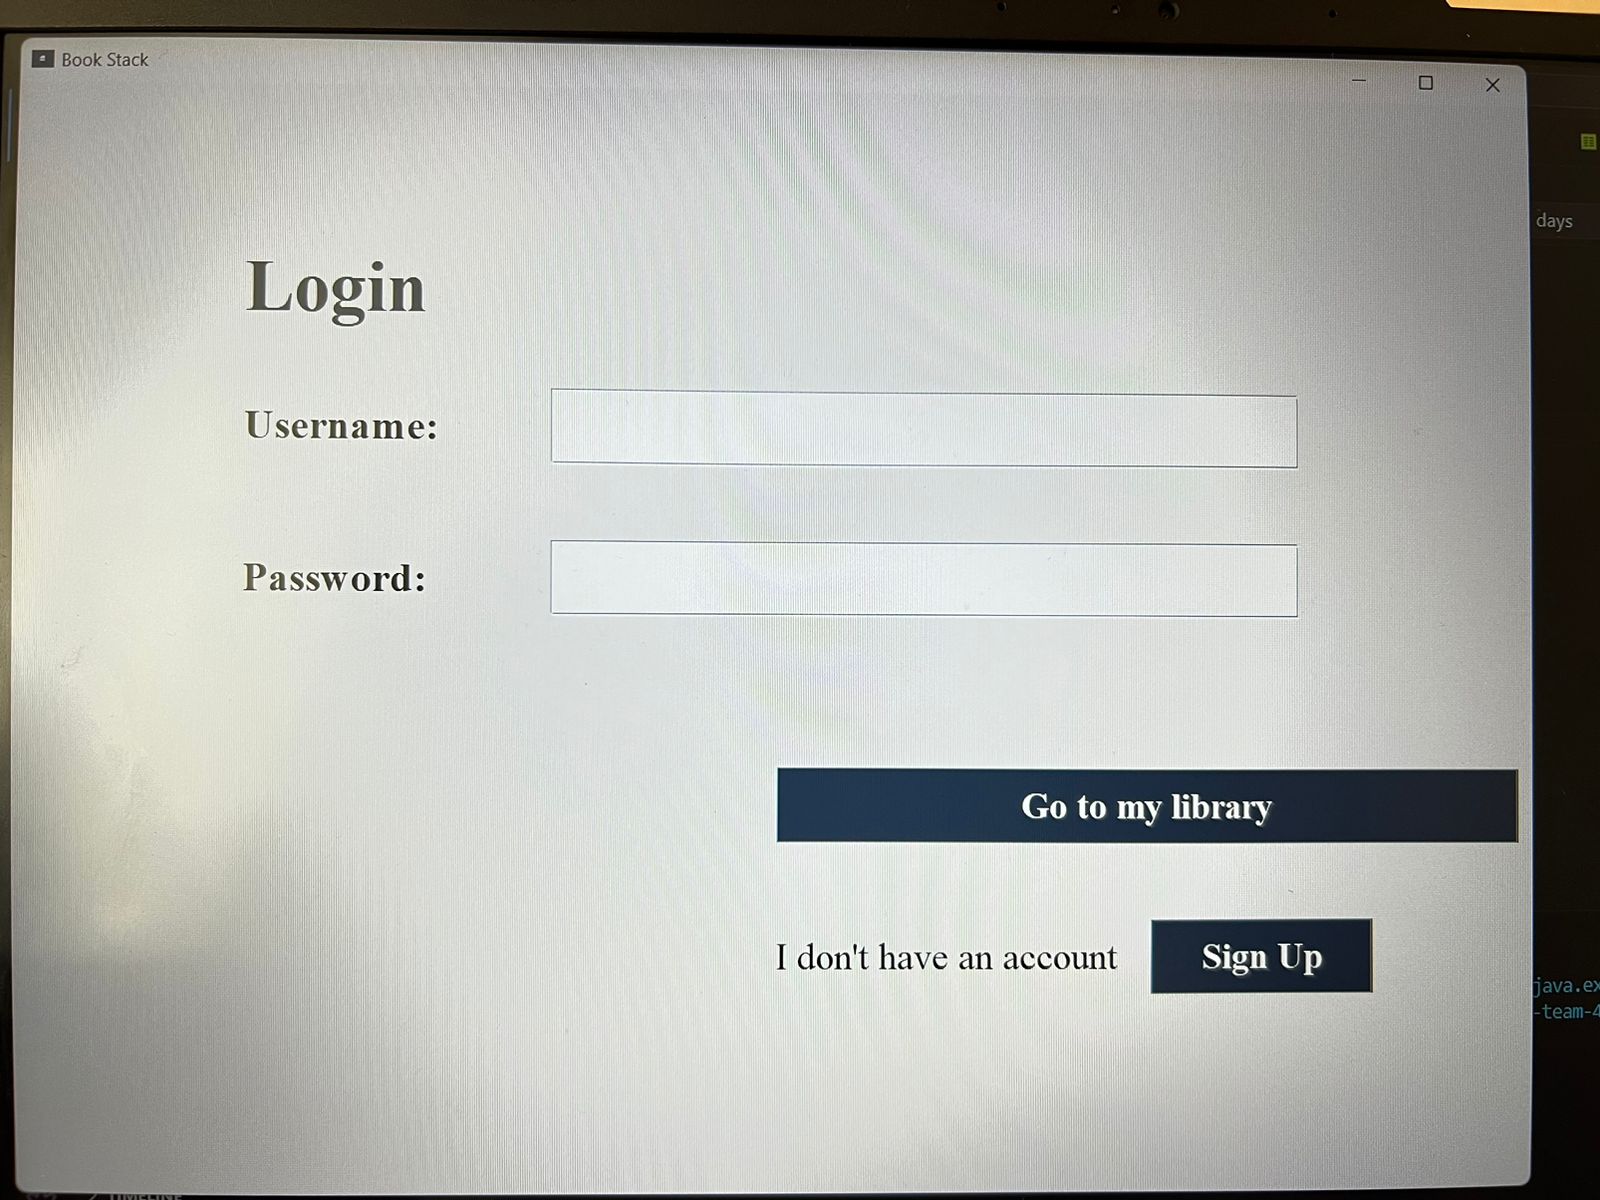 Book Stack
days
Login
Username:
Password:
Go to my library
I don't have an account
Sign Up
java.ex
-team-4
TIMELINE